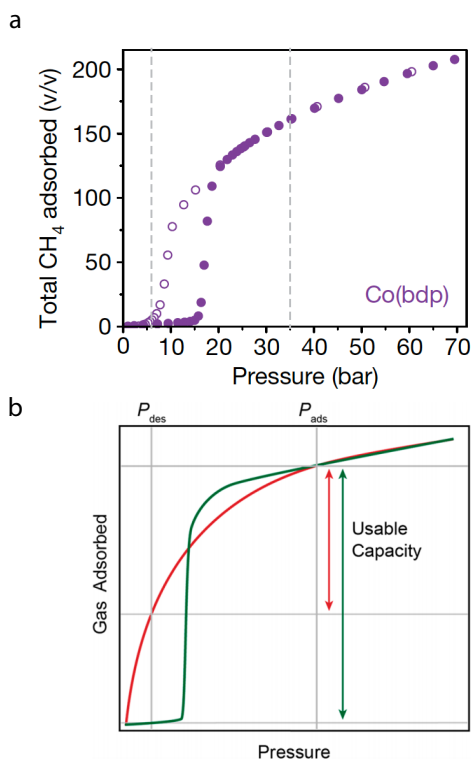 a
Total CH4 adsorbed (v/v)
200
150
100
50
0
Co(bdp)
0 10 20 30 40 50 60 70
Pressure (bar)
b
Pdes
Pads
Gas Adsorbed
Usable
Capacity
Pressure